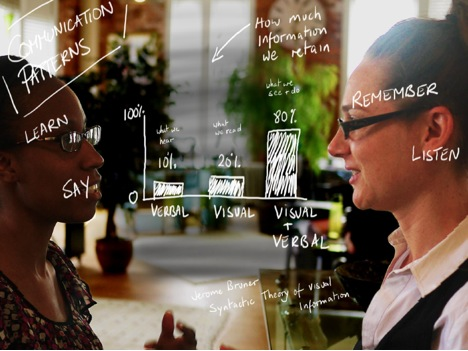 COMMUNICATION
PATTERNS
How much
information
we retain
LEARN
SAY
REMEMBER
LISTEN
100%
0
what we
hear
10%
VERBAL
what
we read
20%
VISUAL
what we
see + do
80%
VISUAL
+
VERBAL
Jerome Bruner
Syntactic Theory of Visual
Information